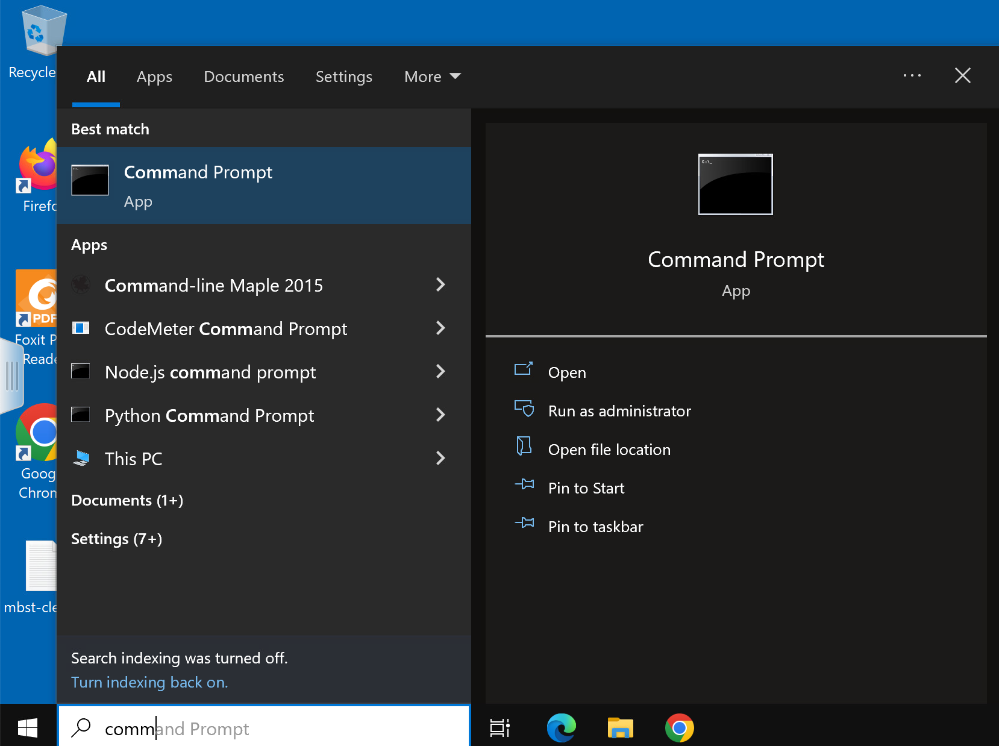 Recycle
Firefo
PDF
Foxit P
Reade
Goog
Chrom
mbst-cle
All
Apps
Documents
Settings
More
Best match
Command Prompt
App
Apps
Command-line Maple 2015
CodeMeter Command Prompt
Node.js command prompt
Python Command Prompt
This PC
Documents (1+)
Settings (7+)
Search indexing was turned off.
Turn indexing back on.
command Prompt
C:\_
Command Prompt
App
Open
Run as administrator
Open file location
Pin to Start
Pin to taskbar